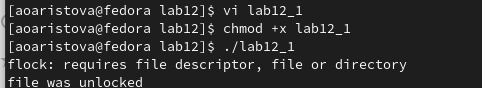 [aoaristova@fedora lab12]$ vi lab12_1
[aoaristova@fedora lab12]$ chmod +x lab12_1
[aoaristova@fedora lab12]$ ./lab12_1
flock: requires file descriptor, file or directory
file was unlocked